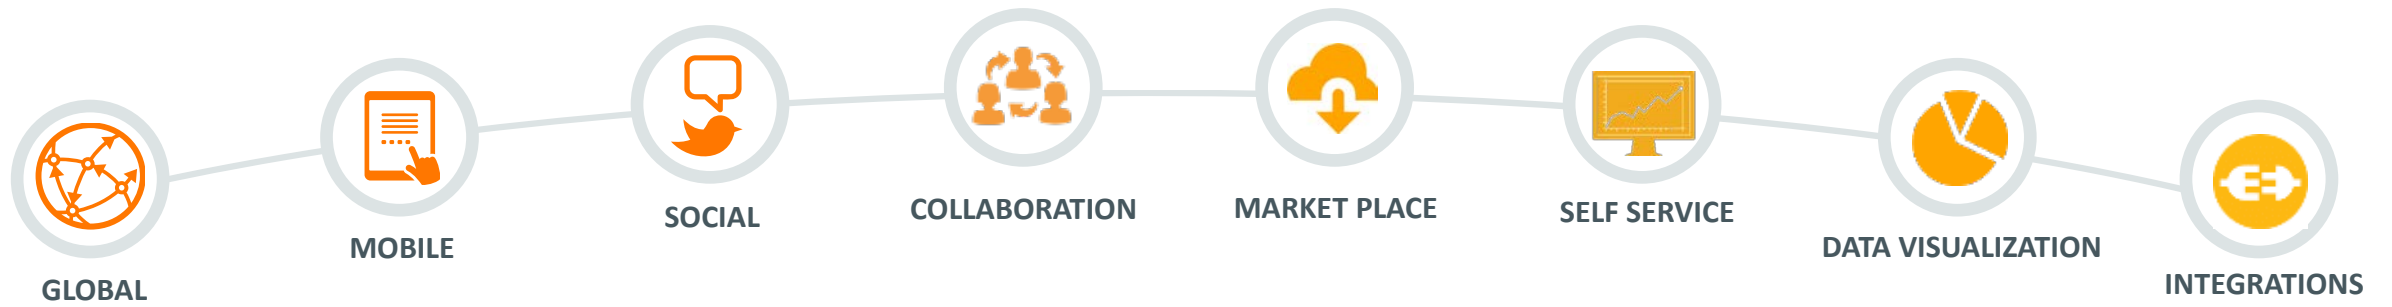 GLOBAL
MOBILE
SOCIAL
COLLABORATION
MARKET PLACE
SELF SERVICE
DATA VISUALIZATION
INTEGRATIONS